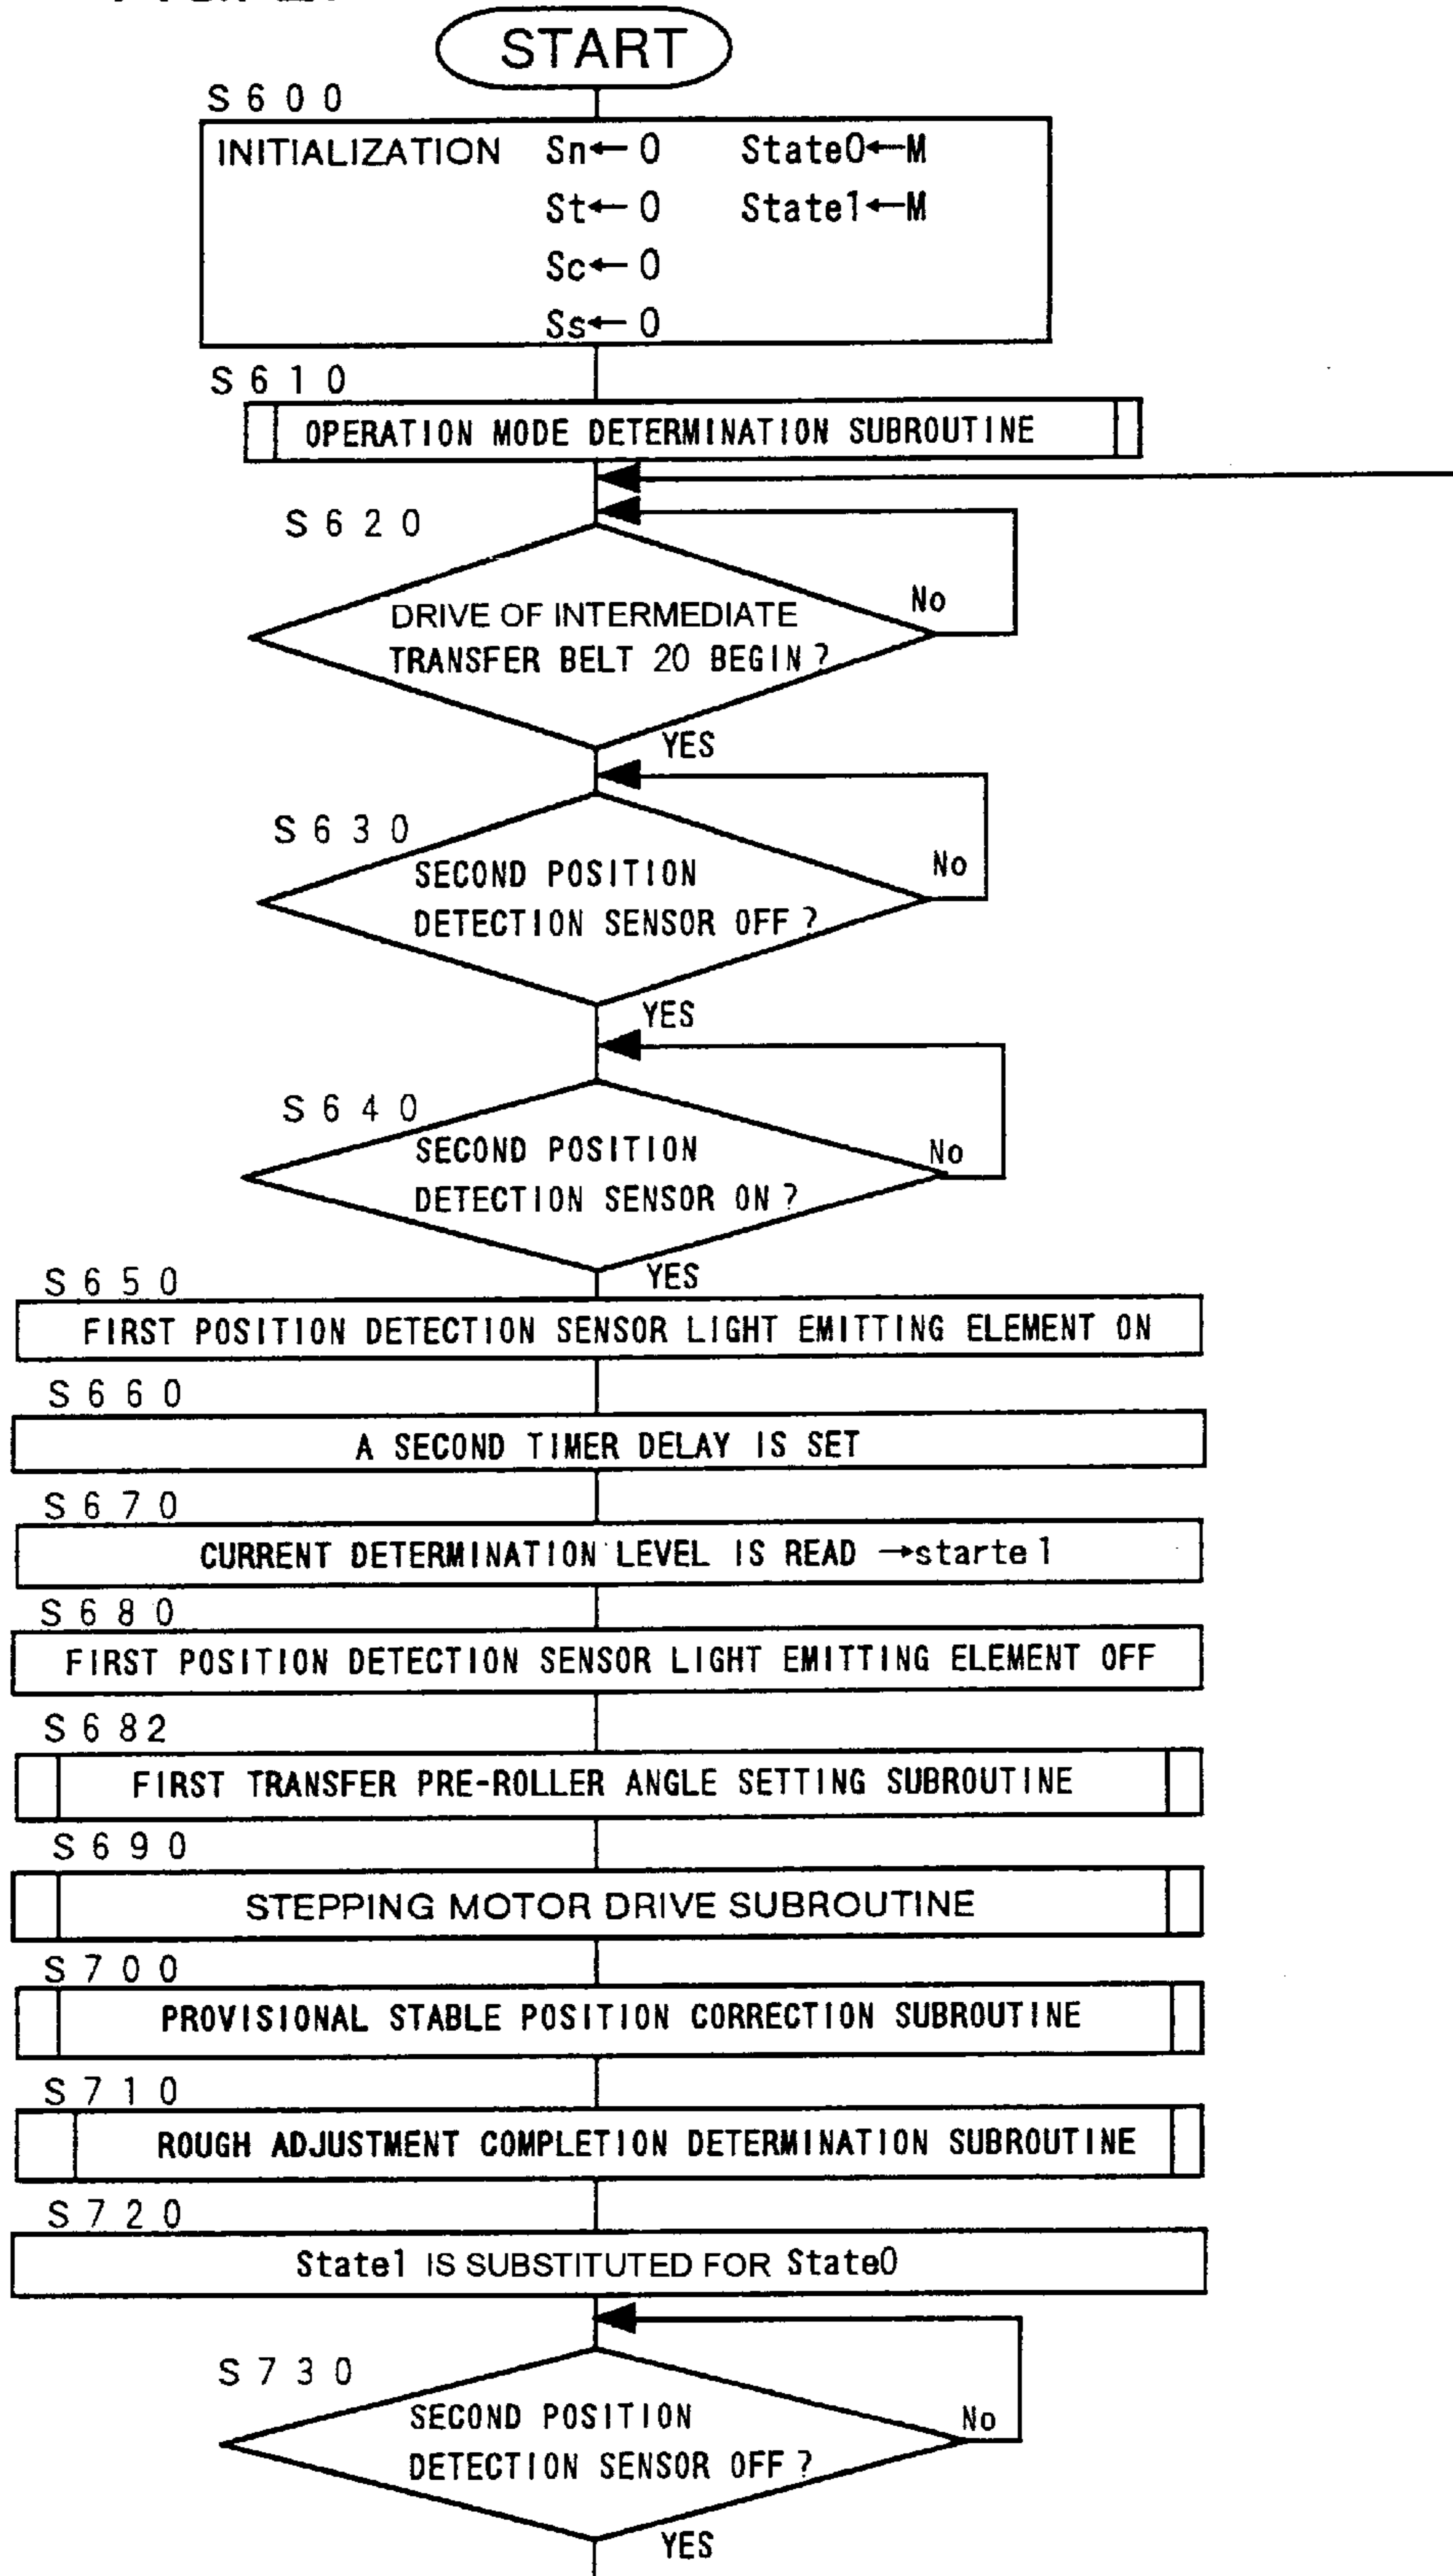 START
S600
INITIALIZATION Sn←0 State0←M
St←0 State1←M
Sc←0
Ss←0
S610
OPERATION MODE DETERMINATION SUBROUTINE
S620
DRIVE OF INTERMEDIATE
TRANSFER BELT 20 BEGIN?
No
YES
S630
SECOND POSITION
DETECTION SENSOR OFF?
No
YES
S640
SECOND POSITION
DETECTION SENSOR ON?
No
YES
S650
FIRST POSITION DETECTION SENSOR LIGHT EMITTING ELEMENT ON
S660
A SECOND TIMER DELAY IS SET
S670
CURRENT DETERMINATION LEVEL IS READ →starte1
S680
FIRST POSITION DETECTION SENSOR LIGHT EMITTING ELEMENT OFF
S682
FIRST TRANSFER PRE-ROLLER ANGLE SETTING SUBROUTINE
S690
STEPPING MOTOR DRIVE SUBROUTINE
S700
PROVISIONAL STABLE POSITION CORRECTION SUBROUTINE
S710
ROUGH ADJUSTMENT COMPLETION DETERMINATION SUBROUTINE
S720
State1 IS SUBSTITUTED FOR State0
S730
SECOND POSITION
DETECTION SENSOR OFF?
No
YES